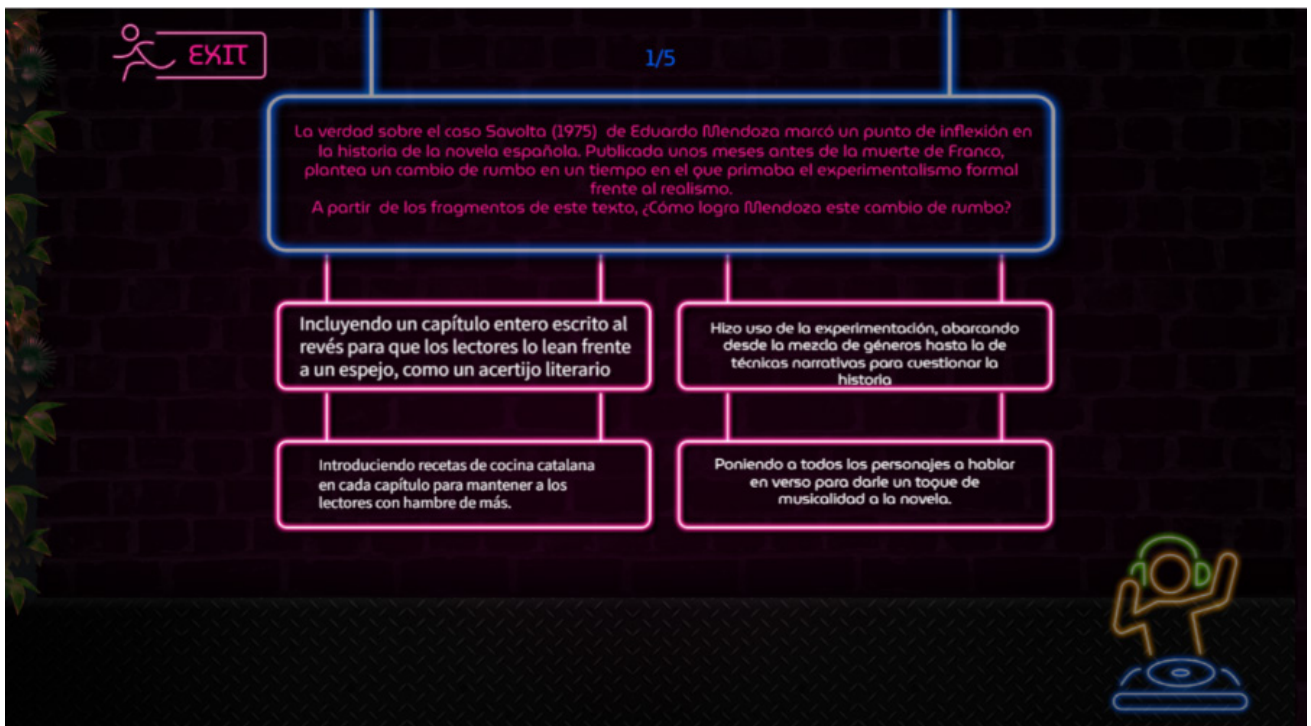 EXIT
1/5
La verdad sobre el caso Savolta (1975) de Eduardo Mendoza marcó un punto de inflexión en
la historia de la novela española. Publicada unos meses antes de la muerte de Franco,
plantea un cambio de rumbo en un tiempo en el que primaba el experimentalismo formal
frente al realismo.
A partir de los fragmentos de este texto, ¿Cómo logra Mendoza este cambio de rumbo?
Incluyendo un capítulo entero escrito al
revés para que los lectores lo lean frente
a un espejo, como un acertijo literario
Hizo uso de la experimentación, abarcando
desde la mezcla de géneros hasta la de
técnicas narrativas para cuestionar la
historia
Introduciendo recetas de cocina catalana
en cada capítulo para mantener a los
lectores con hambre de más.
Poniendo a todos los personajes a hablar
en verso para darle un toque de
musicalidad a la novela.